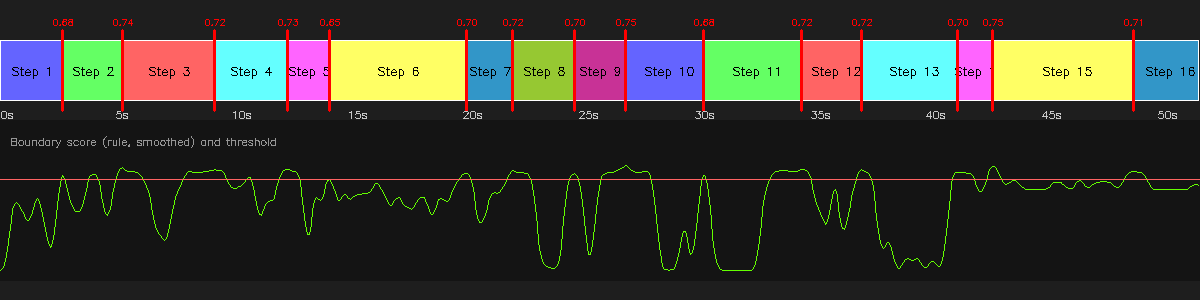 0.66 0.74 0.72 0.73 0.65 0.70 0.72 0.70 0.75 0.68 0.72 0.72 0.70 0.75 0.71
Step 1 Step 2 Step 3 Step 4 Step 5 Step 6 Step 7 Step 8 Step 9 Step 10 Step 11 Step 12 Step 13 Step 1 Step 15 Step 16
0s 5s 10s 15s 20s 25s 30s 35s 40s 45s 50s
Boundary score (rule, smoothed) and threshold